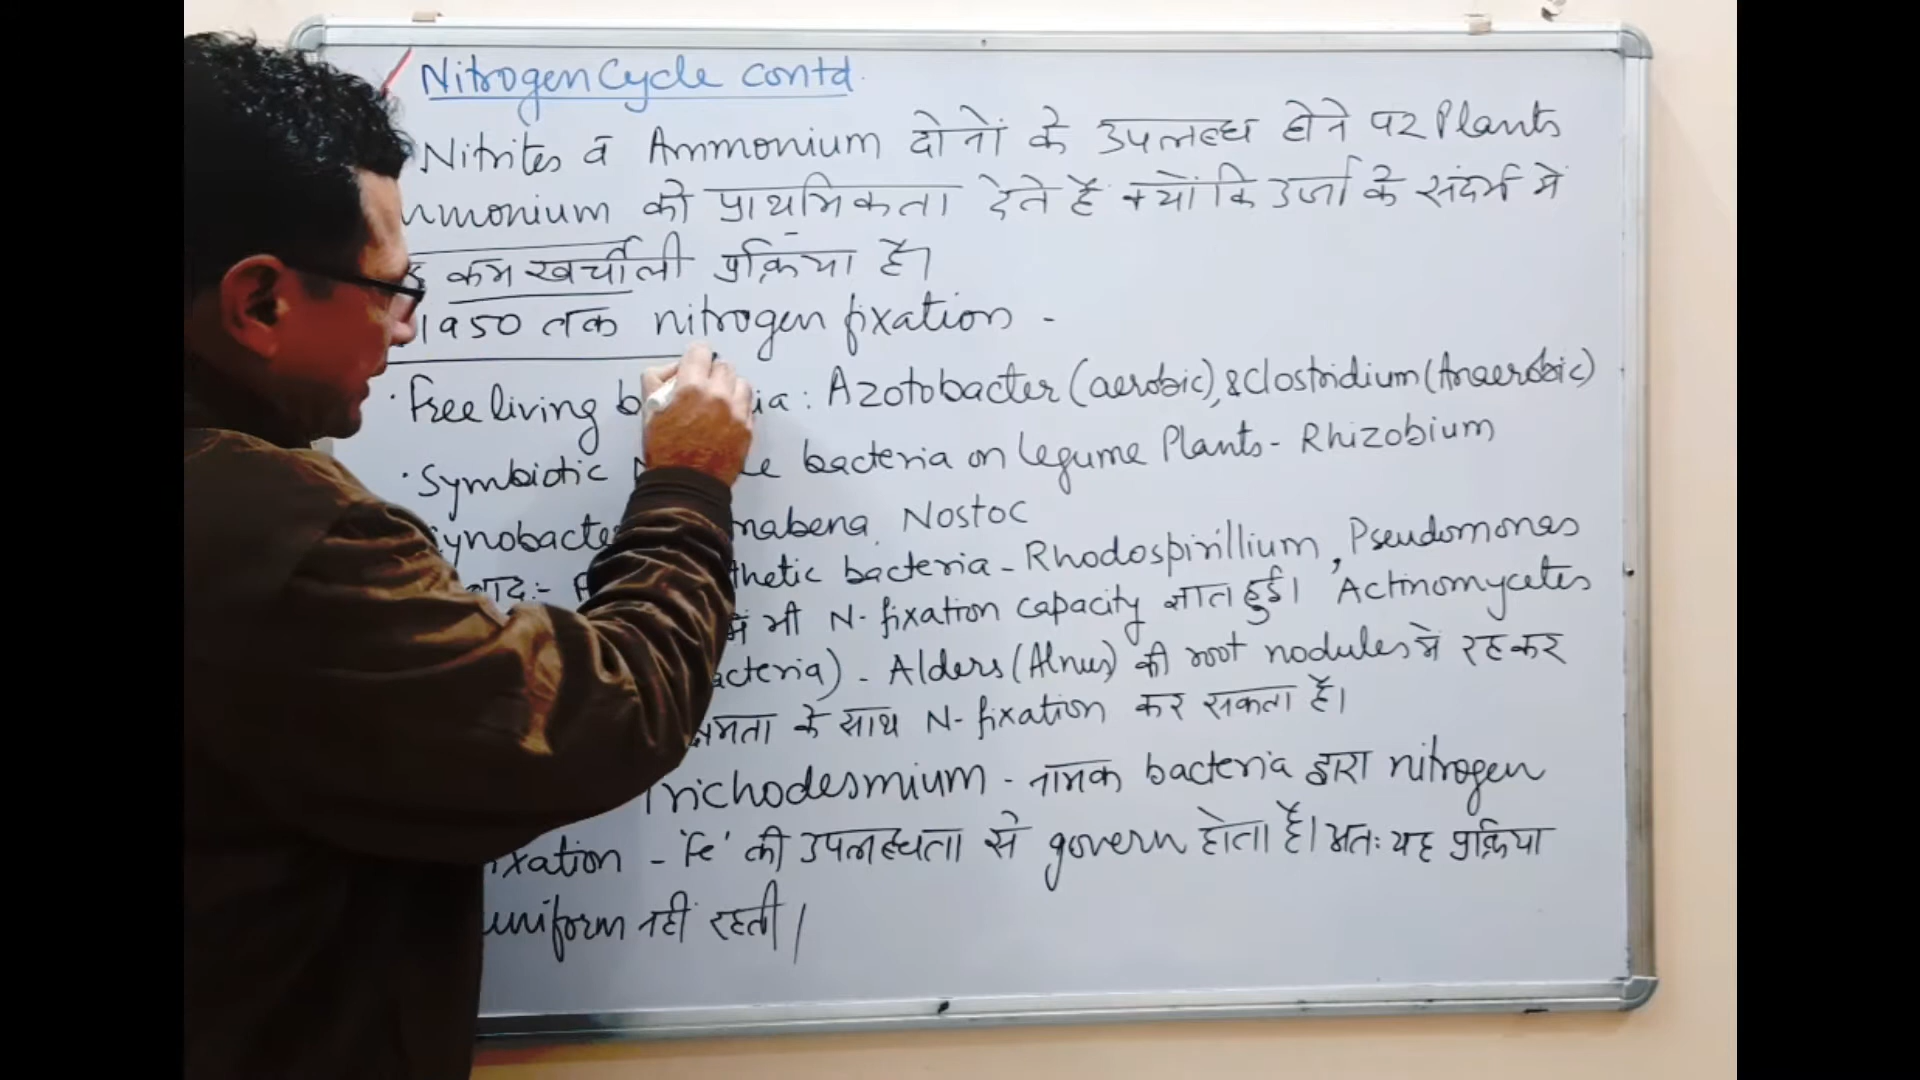 Nitrogen Cycle contd.
Nitrites व Ammonium दोनों के उपलब्ध होने पर Plants
mmonium को प्राथमिकता देते हैं क्योंकि उर्जा के संदर्भ में
कम खर्चीली प्रक्रिया है।
1950 तक nitrogen fixation -
· Free living b ia : Azotobacter (aerobic), & Clostridium (Anaerobic)
· Symbiotic bacteria on legume Plants - Rhizobium
ynobacte nabena, Nostoc
बाद :- thetic bacteria - Rhodospirillium, Pseudomonas
में भी N-fixation capacity ज्ञात हुई। Actinomycetes
acteria) - Alders (Alnus) की root nodules में रहकर
क्षमता के साथ N-fixation कर सकता है।
Trichodesmium - नामक bacteria द्वारा nitrogen
ixation - 'Fe' की उपलब्धता से govern होता है। अतः यह प्रक्रिया
uniform नही रहती।